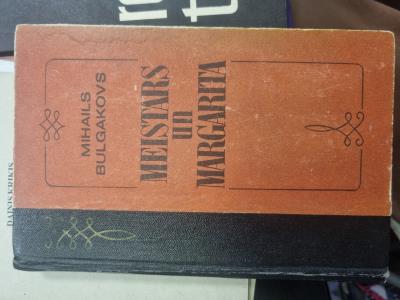 MIHAILS
BULGAKOVS
MEISTARS
un
MARGARITA